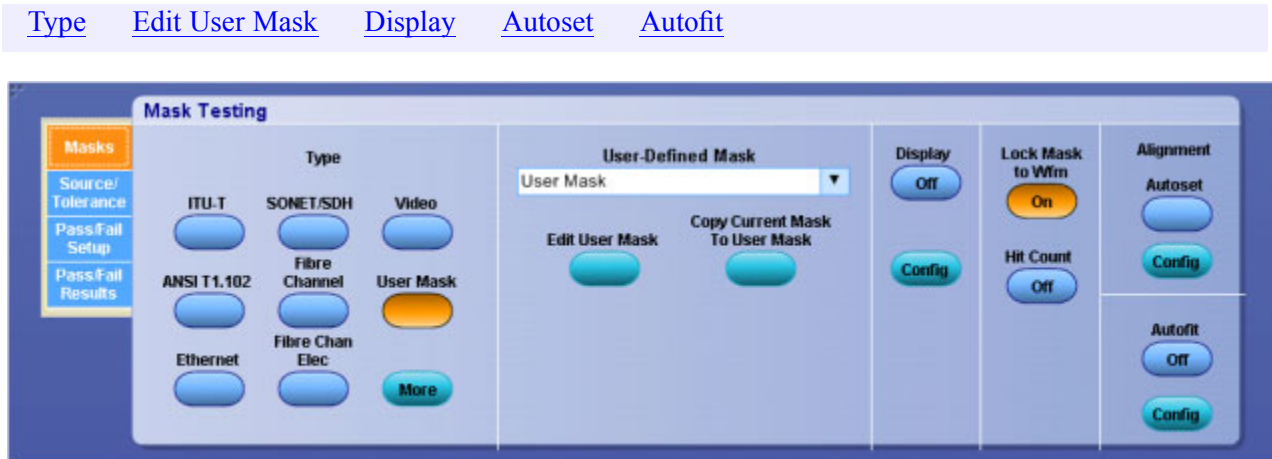 Type Edit User Mask Display Autoset Autofit
Mask Testing
Masks
Source/
Tolerance
Pass/Fail
Setup
Pass/Fail
Results
Type
ITU-T SONET/SDH Video
ANSI T1.102 Fibre
Channel User Mask
Ethernet Fibre Chan
Elec
More
User-Defined Mask
User Mask
Edit User Mask Copy Current Mask
To User Mask
Display
Off
Config
Lock Mask
to Wfm
On
Hit Count
Off
Alignment
Autoset
Config
Autofit
Off
Config